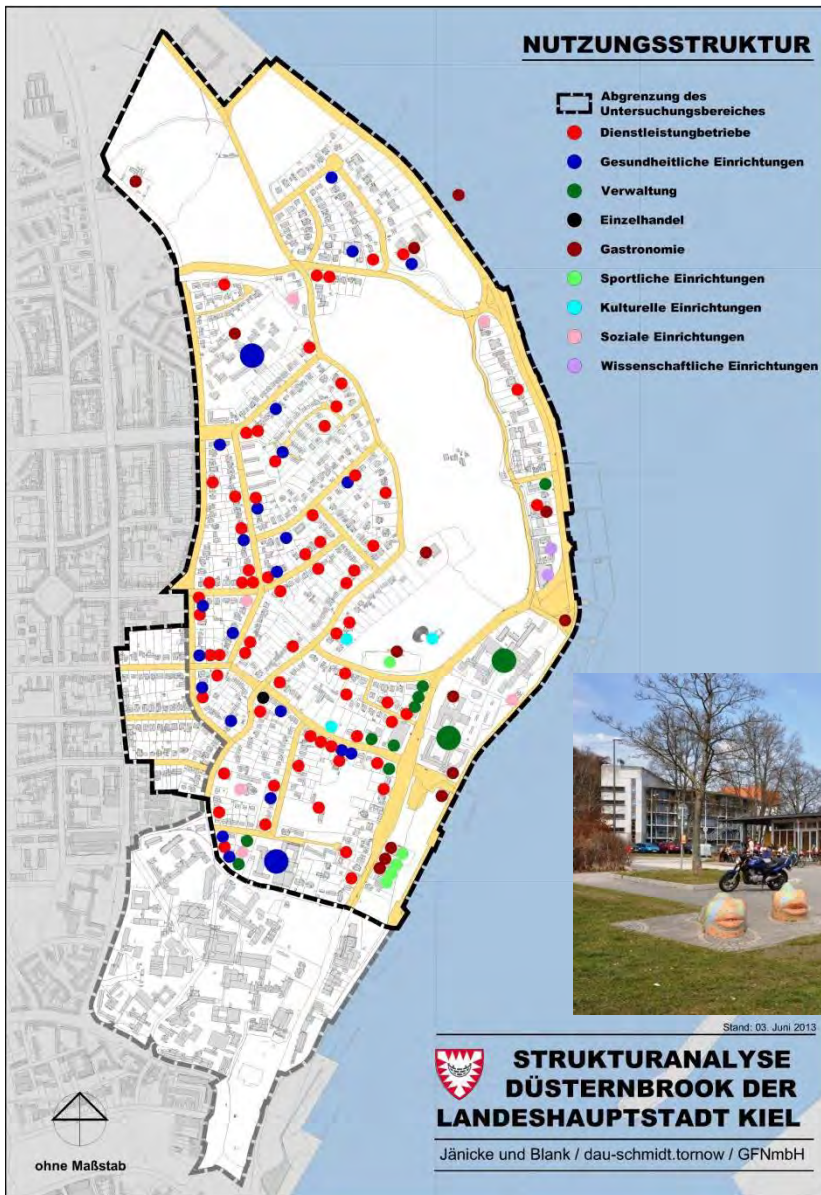 NUTZUNGSSTRUKTUR
Abgrenzung des
Untersuchungsbereiches
Dienstleistungbetriebe
Gesundheitliche Einrichtungen
Verwaltung
Einzelhandel
Gastronomie
Sportliche Einrichtungen
Kulturelle Einrichtungen
Soziale Einrichtungen
Wissenschaftliche Einrichtungen
Stand: 03. Juni 2013
STRUKTURANALYSE
DÜSTERNBROOK DER
LANDESHAUPTSTADT KIEL
Jänicke und Blank / dau-schmidt.tornow / GFNmbH
ohne Maßstab